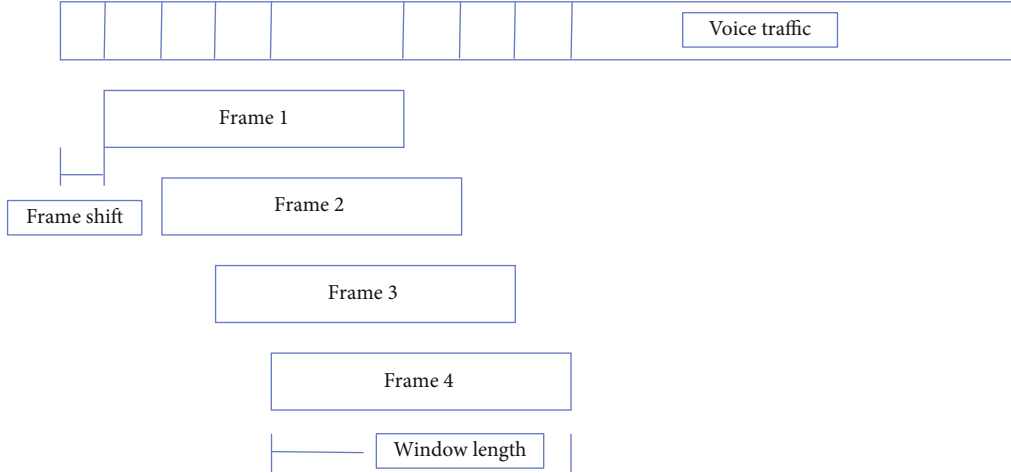 Voice traffic
Frame 1
Frame shift
Frame 2
Frame 3
Frame 4
Window length